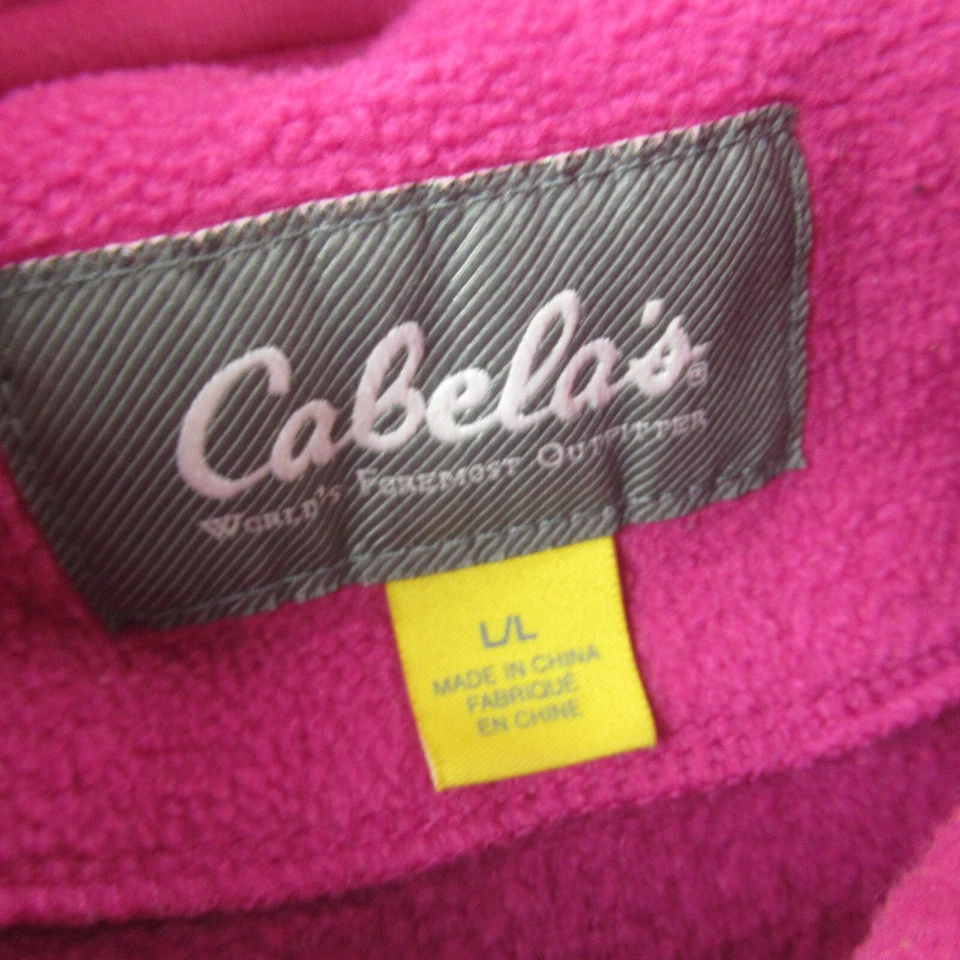 Cabela's®
WORLD'S FOREMOST OUTFITTER
L/L
MADE IN CHINA
FABRIQUÉ
EN CHINE